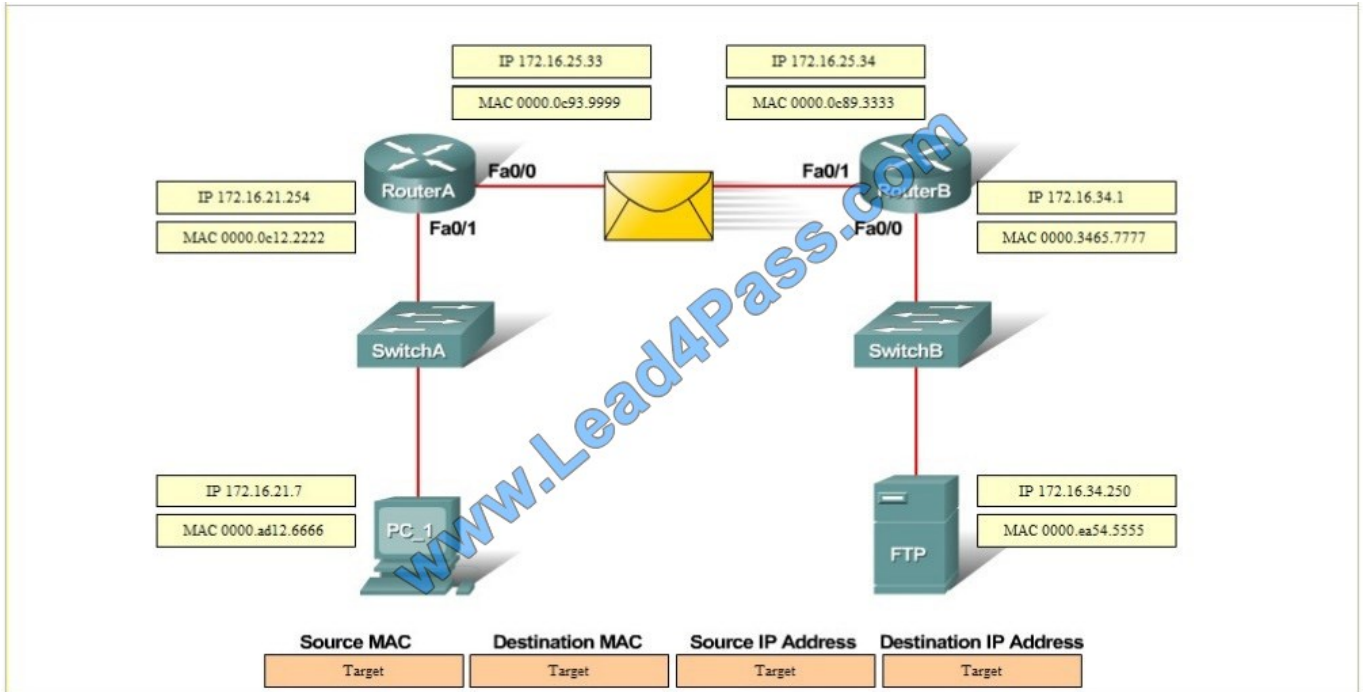 IP 172.16.25.33
IP 172.16.25.34
MAC 0000.0c93.9999
MAC 0000.0c89.3333
Fa0/0
Fa0/1
RouterA
RouterB
IP 172.16.21.254
IP 172.16.34.1
MAC 0000.0c12.2222
MAC 0000.3465.7777
Fa0/1
Fa0/0
SwitchA
SwitchB
www.Lead4Pass.com
IP 172.16.21.7
IP 172.16.34.250
MAC 0000.ad12.6666
MAC 0000.ea54.5555
PC_1
FTP
Source MAC
Destination MAC
Source IP Address
Destination IP Address
Target
Target
Target
Target